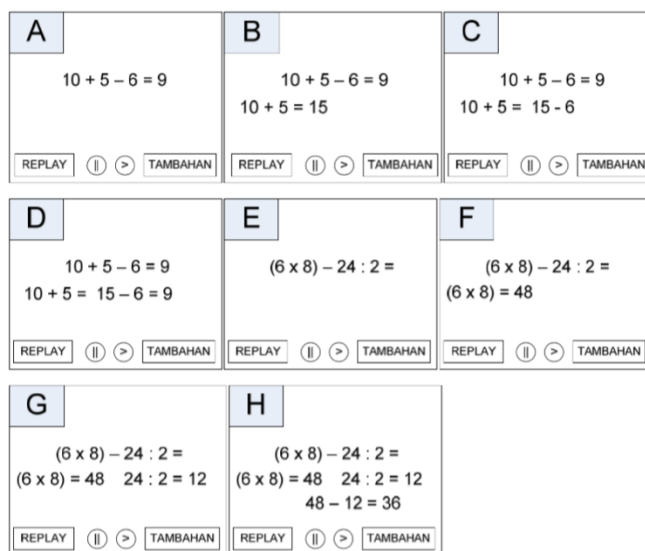 A
10 + 5 – 6 = 9
REPLAY || > TAMBAHAN
B
10 + 5 – 6 = 9
10 + 5 = 15
REPLAY || > TAMBAHAN
C
10 + 5 – 6 = 9
10 + 5 = 15 - 6
REPLAY || > TAMBAHAN
D
10 + 5 – 6 = 9
10 + 5 = 15 – 6 = 9
REPLAY || > TAMBAHAN
E
(6 x 8) – 24 : 2 =
REPLAY || > TAMBAHAN
F
(6 x 8) – 24 : 2 =
(6 x 8) = 48
REPLAY || > TAMBAHAN
G
(6 x 8) – 24 : 2 =
(6 x 8) = 48 24 : 2 = 12
REPLAY || > TAMBAHAN
H
(6 x 8) – 24 : 2 =
(6 x 8) = 48 24 : 2 = 12
48 – 12 = 36
REPLAY || > TAMBAHAN